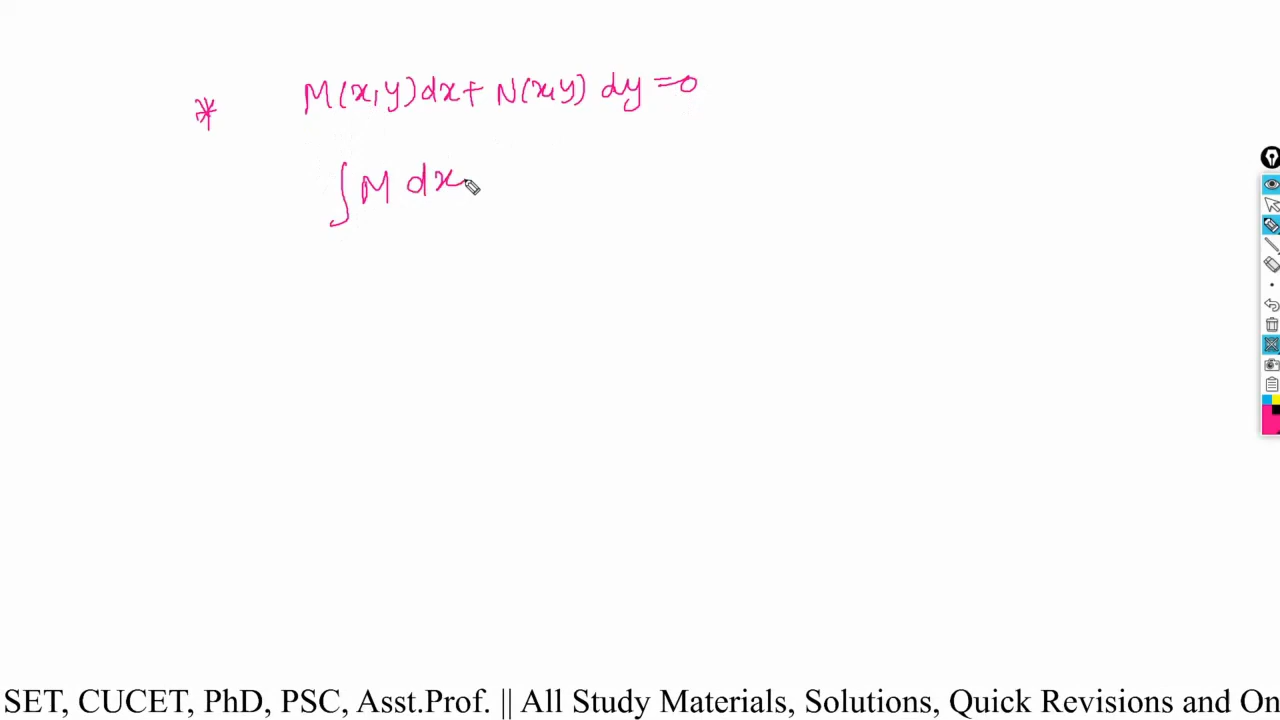 * M(x,y)dx+ N(x,y) dy =0
∫M dx
SET, CUCET, PhD, PSC, Asst.Prof. || All Study Materials, Solutions, Quick Revisions and On